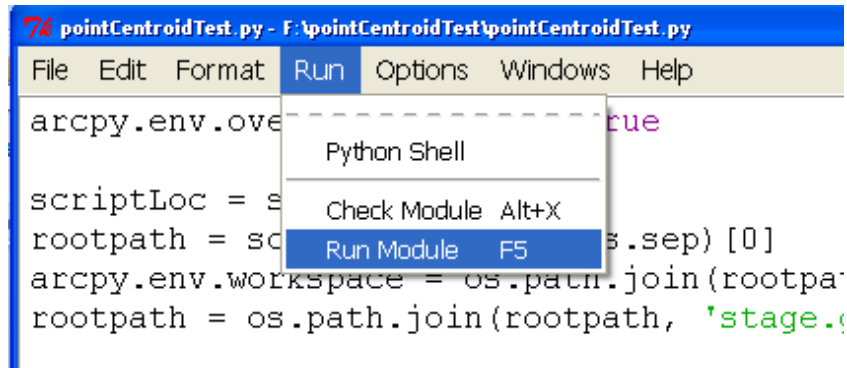 pointCentroidTest.py - F:\pointCentroidTest\pointCentroidTest.py
File Edit Format Run Options Windows Help
arcpy.env.ove rue
Python Shell
scriptLoc = s
Check Module Alt+X
rootpath = sc s.sep)[0]
Run Module F5
arcpy.env.workspace = os.path.join(rootpat
rootpath = os.path.join(rootpath, 'stage.g